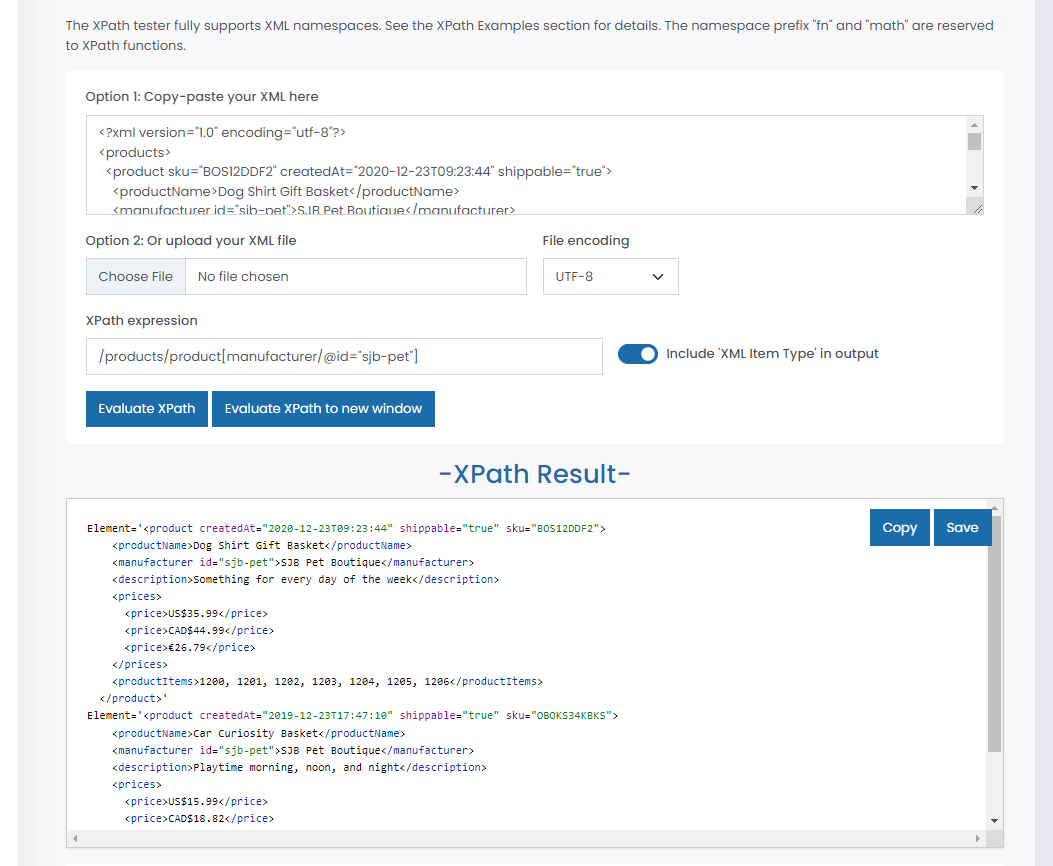 The XPath tester fully supports XML namespaces. See the XPath Examples section for details. The namespace prefix "fn" and "math" are reserved
to XPath functions.
Option 1: Copy-paste your XML here
<?xml version="1.0" encoding="utf-8"?>
<products>
<product sku="BOS12DDF2" createdAt="2020-12-23T09:23:44" shippable="true">
<productName>Dog Shirt Gift Basket</productName>
<manufacturer id="sjb-pet">SJB Pet Boutique</manufacturer>
Option 2: Or upload your XML file
File encoding
Choose File No file chosen
UTF-8
XPath expression
/products/product[manufacturer/@id="sjb-pet"]
Include 'XML Item Type' in output
Evaluate XPath Evaluate XPath to new window
-XPath Result-
Copy Save
Element='<product createdAt="2020-12-23T09:23:44" shippable="true" sku="BOS12DDF2">
<productName>Dog Shirt Gift Basket</productName>
<manufacturer id="sjb-pet">SJB Pet Boutique</manufacturer>
<description>Something for every day of the week</description>
<prices>
<price>US$35.99</price>
<price>CAD$44.99</price>
<price>€26.79</price>
</prices>
<productItems>1200, 1201, 1202, 1203, 1204, 1205, 1206</productItems>
</product>'
Element='<product createdAt="2019-12-23T17:47:10" shippable="true" sku="OBOKS34KBKS">
<productName>Car Curiosity Basket</productName>
<manufacturer id="sjb-pet">SJB Pet Boutique</manufacturer>
<description>Playtime morning, noon, and night</description>
<prices>
<price>US$15.99</price>
<price>CAD$18.82</price>